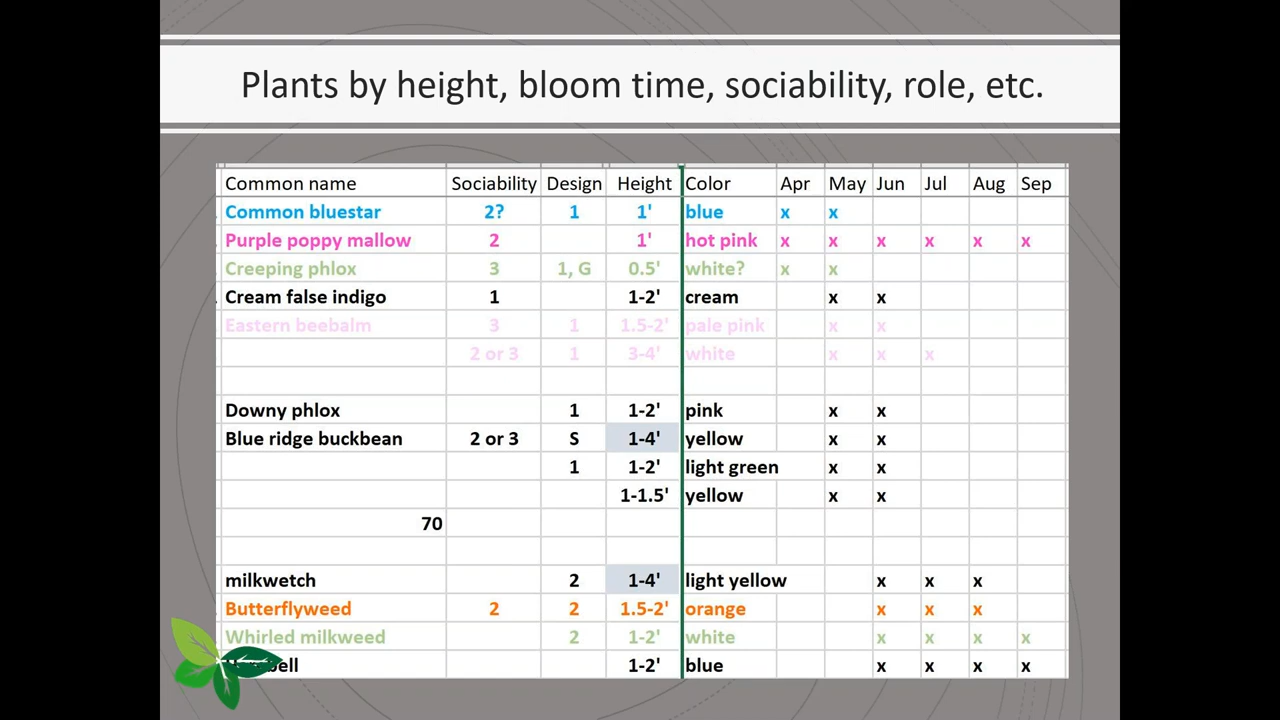 Plants by height, bloom time, sociability, role, etc.
Common name Sociability Design Height Color Apr May Jun Jul Aug Sep
Common bluestar 2? 1 1' blue x x
Purple poppy mallow 2 1' hot pink x x x x x x
Creeping phlox 3 1, G 0.5' white? x x
Cream false indigo 1 1-2' cream x x
Eastern beebalm 3 1 1.5-2' pale pink x x
2 or 3 1 3-4' white x x x
Downy phlox 1 1-2' pink x x
Blue ridge buckbean 2 or 3 S 1-4' yellow x x
1 1-2' light green x x
1-1.5' yellow x x
70
milkwetch 2 1-4' light yellow x x x
Butterflyweed 2 2 1.5-2' orange x x x
Whirled milkweed 2 1-2' white x x x x
1-2' blue x x x x